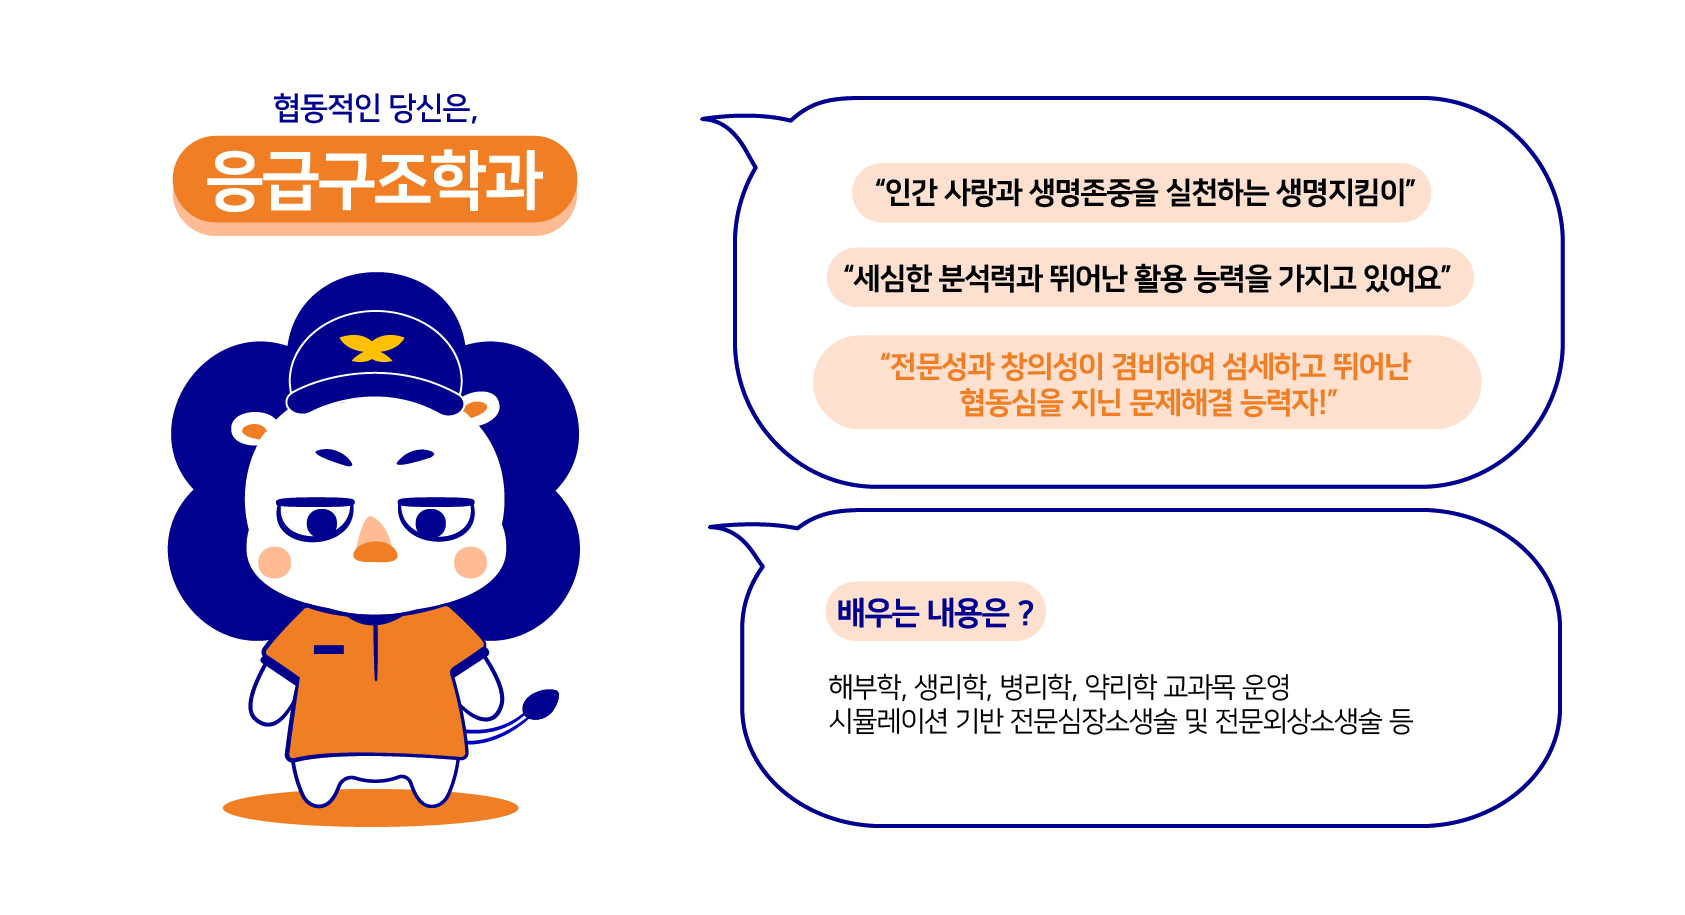 협동적인 당신은,
응급구조학과
“인간 사랑과 생명존중을 실천하는 생명지킴이”
“세심한 분석력과 뛰어난 활용 능력을 가지고 있어요”
“전문성과 창의성이 겸비하여 섬세하고 뛰어난
협동심을 지닌 문제해결 능력자!”
배우는 내용은 ?
해부학, 생리학, 병리학, 약리학 교과목 운영
시뮬레이션 기반 전문심장소생술 및 전문외상소생술 등